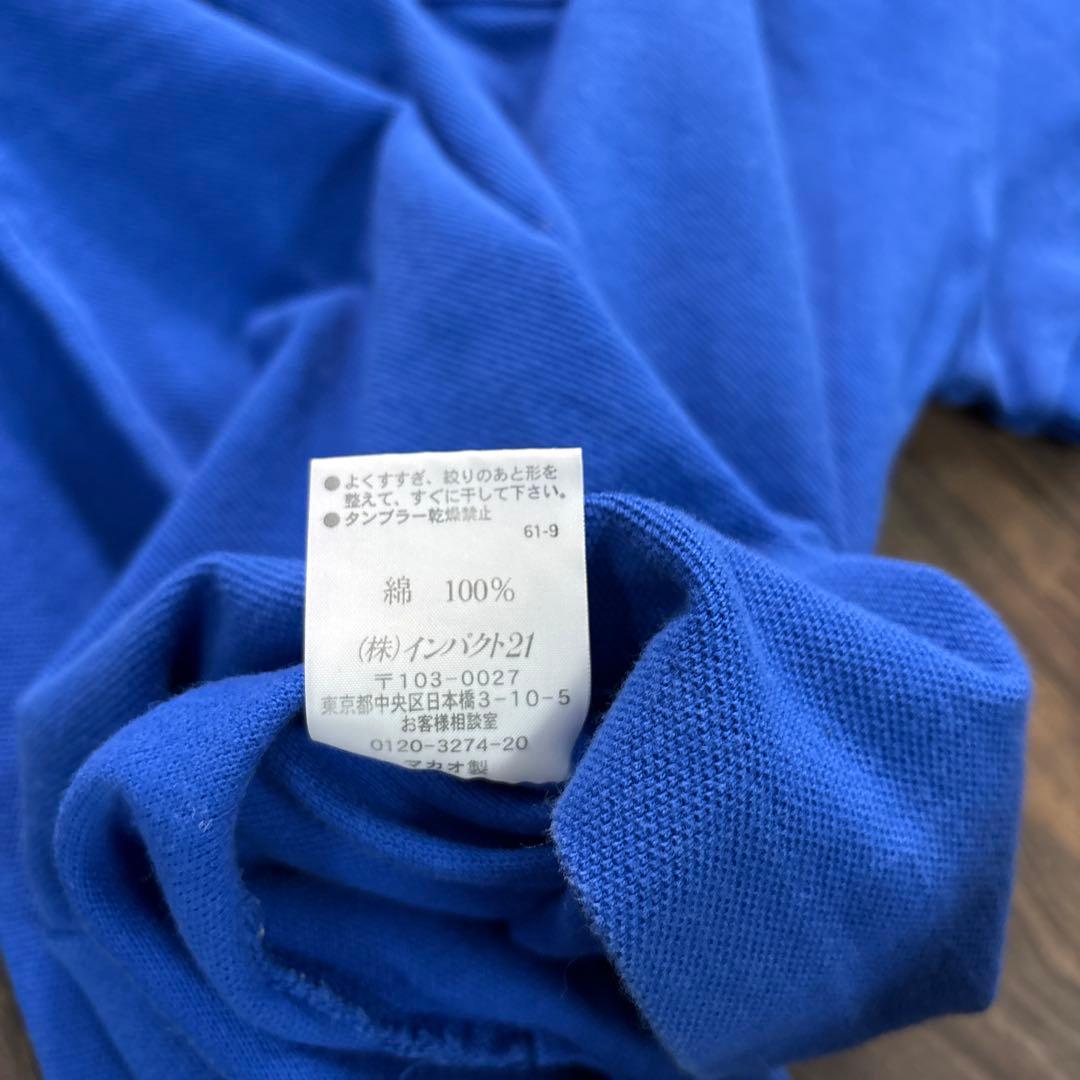 ●よくすすぎ、絞りのあと形を
整えて、すぐに干して下さい。
●タンブラー乾燥禁止
61-9
綿 100%
(株)インパクト21
〒103-0027
東京都中央区日本橋3-10-5
お客様相談室
0120-3274-20
マカオ製